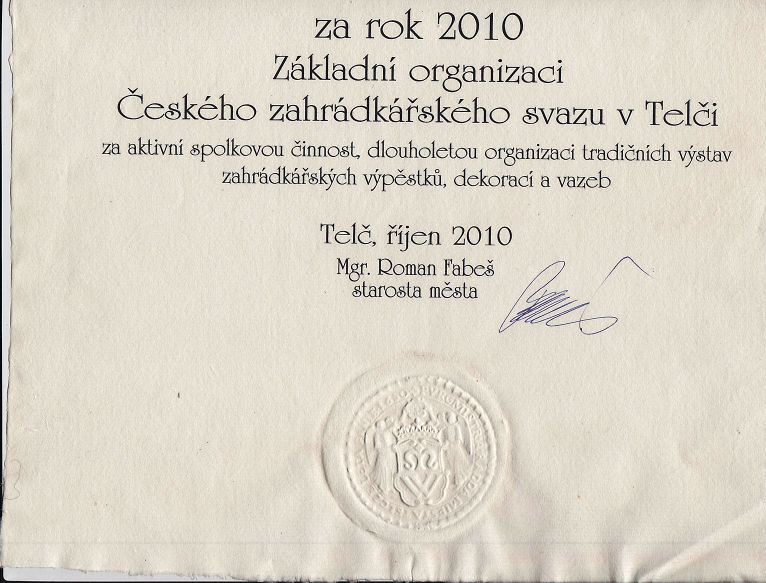 za rok 2010
Základní organizaci
Českého zahrádkářského svazu v Telči
za aktivní spolkovou činnost, dlouholetou organizaci tradičních výstav
zahrádkářských výpěstků, dekorací a vazeb
Telč, říjen 2010
Mgr. Roman Fabeš
starosta města